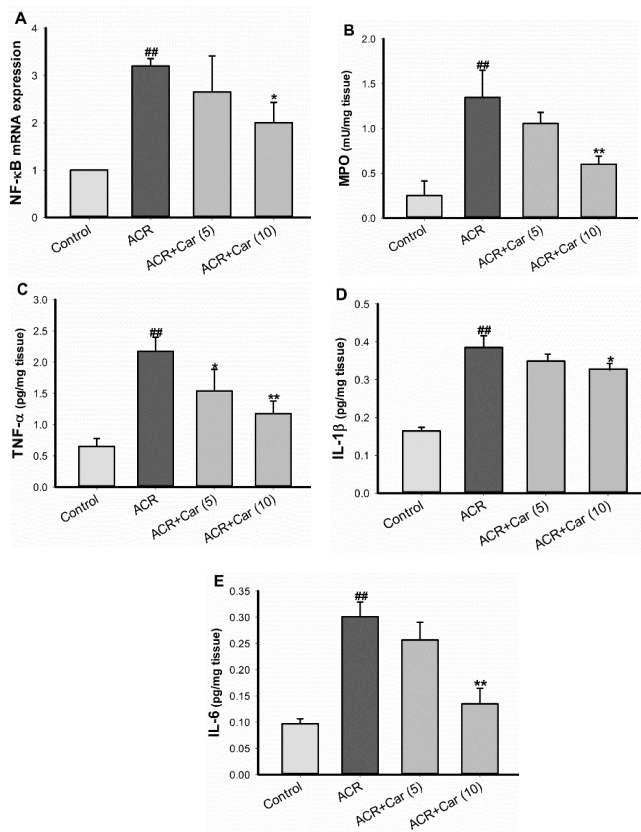 A
NF-κB mRNA expression
4
3
2
1
0
##
*
Control
ACR
ACR+Car (5)
ACR+Car (10)
B
MPO (mU/mg tissue)
2.0
1.5
1.0
0.5
0.0
##
**
Control
ACR
ACR+Car (5)
ACR+Car (10)
C
TNF-α (pg/mg tissue)
3.0
2.5
2.0
1.5
1.0
0.5
0.0
##
*
**
Control
ACR
ACR+Car (5)
ACR+Car (10)
D
IL-1β (pg/mg tissue)
0.5
0.4
0.3
0.2
0.1
0.0
##
*
Control
ACR
ACR+Car (5)
ACR+Car (10)
E
IL-6 (pg/mg tissue)
0.35
0.30
0.25
0.20
0.15
0.10
0.05
0.00
##
**
Control
ACR
ACR+Car (5)
ACR+Car (10)